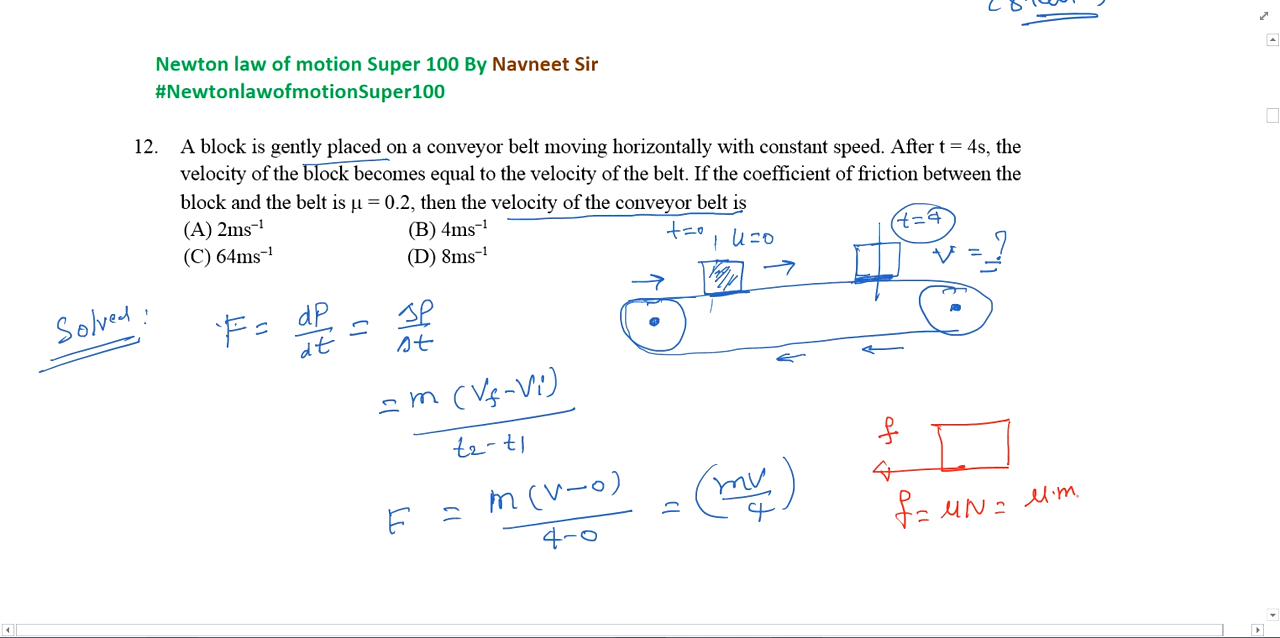 Newton law of motion Super 100 By Navneet Sir
#NewtonlawofmotionSuper100
12. A block is gently placed on a conveyor belt moving horizontally with constant speed. After t = 4s, the
velocity of the block becomes equal to the velocity of the belt. If the coefficient of friction between the
block and the belt is μ = 0.2, then the velocity of the conveyor belt is
(A) 2ms⁻¹ (B) 4ms⁻¹
(C) 64ms⁻¹ (D) 8ms⁻¹
t=0, u=0
t=4
V=?
Solved:
F = dP/dt = ΔP/Δt
= m(Vf-Vi)/t2-t1
F = m(V-0)/4-0 = (mV/4)
f
f = μN = μ.m.